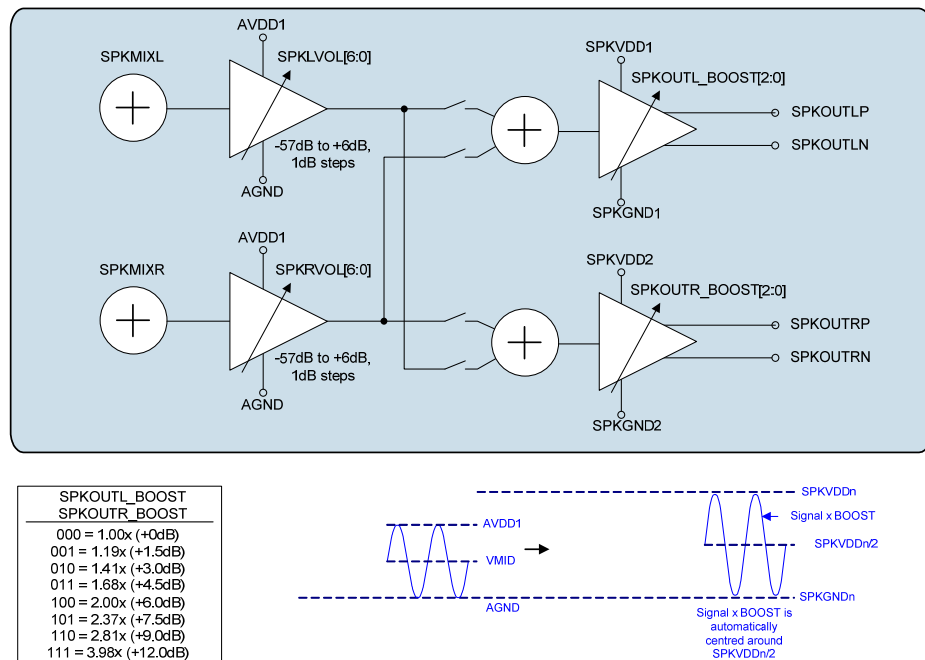 AVDD1
SPKMIXL
SPKLVOL[6:0]
-57dB to +6dB,
1dB steps
AGND
SPKVDD1
SPKOUTL_BOOST[2:0]
SPKOUTLP
SPKOUTLN
SPKGND1
AVDD1
SPKMIXR
SPKRVOL[6:0]
-57dB to +6dB,
1dB steps
AGND
SPKVDD2
SPKOUTR_BOOST[2:0]
SPKOUTRP
SPKOUTRN
SPKGND2
SPKOUTL_BOOST
SPKOUTR_BOOST
000 = 1.00x (+0dB)
001 = 1.19x (+1.5dB)
010 = 1.41x (+3.0dB)
011 = 1.68x (+4.5dB)
100 = 2.00x (+6.0dB)
101 = 2.37x (+7.5dB)
110 = 2.81x (+9.0dB)
111 = 3.98x (+12.0dB)
AVDD1
VMID
AGND
SPKVDDn
Signal x BOOST
SPKVDDn/2
SPKGNDn
Signal x BOOST is
automatically
centred around
SPKVDDn/2